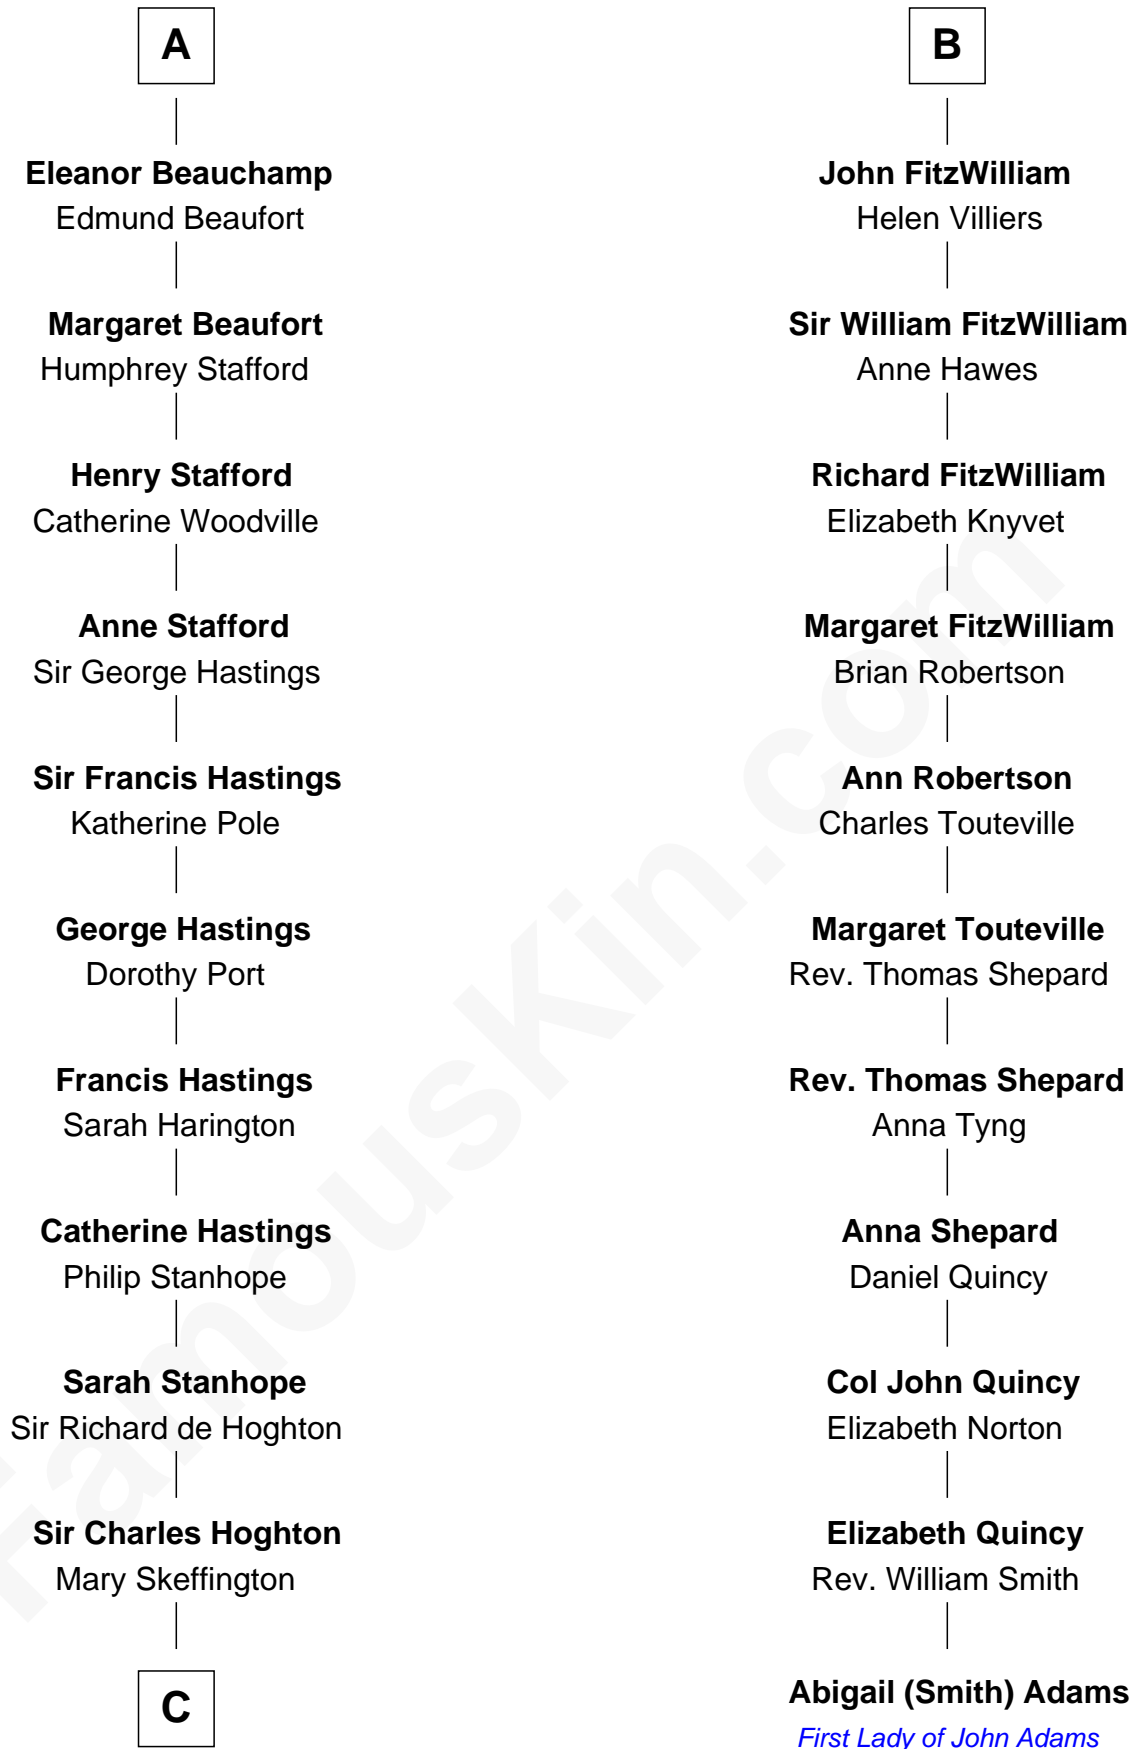 A
Eleanor Beauchamp
Edmund Beaufort
Margaret Beaufort
Humphrey Stafford
Henry Stafford
Catherine Woodville
Anne Stafford
Sir George Hastings
Sir Francis Hastings
Katherine Pole
George Hastings
Dorothy Port
Francis Hastings
Sarah Harington
Catherine Hastings
Philip Stanhope
Sarah Stanhope
Sir Richard de Hoghton
Sir Charles Hoghton
Mary Skeffington
C
B
John FitzWilliam
Helen Villiers
Sir William FitzWilliam
Anne Hawes
Richard FitzWilliam
Elizabeth Knyvet
Margaret FitzWilliam
Brian Robertson
Ann Robertson
Charles Touteville
Margaret Touteville
Rev. Thomas Shepard
Rev. Thomas Shepard
Anna Tyng
Anna Shepard
Daniel Quincy
Col John Quincy
Elizabeth Norton
Elizabeth Quincy
Rev. William Smith
Abigail (Smith) Adams
First Lady of John Adams
FamousKin.com